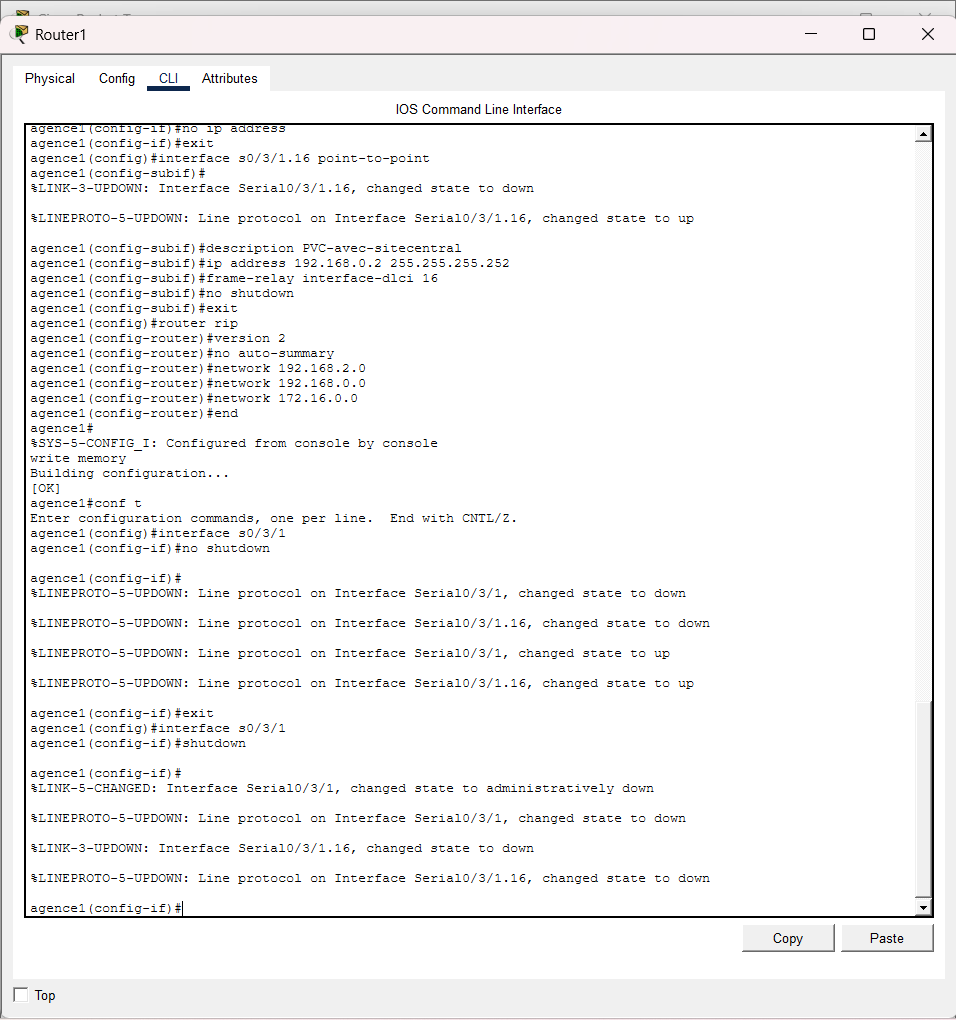 Router1
Physical Config CLI Attributes
IOS Command Line Interface
agence1(config-if)#no ip address
agence1(config-if)#exit
agence1(config)#interface s0/3/1.16 point-to-point
agence1(config-subif)#
%LINK-3-UPDOWN: Interface Serial0/3/1.16, changed state to down
%LINEPROTO-5-UPDOWN: Line protocol on Interface Serial0/3/1.16, changed state to up
agence1(config-subif)#description PVC-avec-sitecentral
agence1(config-subif)#ip address 192.168.0.2 255.255.255.252
agence1(config-subif)#frame-relay interface-dlci 16
agence1(config-subif)#no shutdown
agence1(config-subif)#exit
agence1(config)#router rip
agence1(config-router)#version 2
agence1(config-router)#no auto-summary
agence1(config-router)#network 192.168.2.0
agence1(config-router)#network 192.168.0.0
agence1(config-router)#network 172.16.0.0
agence1(config-router)#end
agence1#
%SYS-5-CONFIG_I: Configured from console by console
write memory
Building configuration...
[OK]
agence1#conf t
Enter configuration commands, one per line.  End with CNTL/Z.
agence1(config)#interface s0/3/1
agence1(config-if)#no shutdown
agence1(config-if)#
%LINEPROTO-5-UPDOWN: Line protocol on Interface Serial0/3/1, changed state to down
%LINEPROTO-5-UPDOWN: Line protocol on Interface Serial0/3/1.16, changed state to down
%LINEPROTO-5-UPDOWN: Line protocol on Interface Serial0/3/1, changed state to up
%LINEPROTO-5-UPDOWN: Line protocol on Interface Serial0/3/1.16, changed state to up
agence1(config-if)#exit
agence1(config)#interface s0/3/1
agence1(config-if)#shutdown
agence1(config-if)#
%LINK-5-CHANGED: Interface Serial0/3/1, changed state to administratively down
%LINEPROTO-5-UPDOWN: Line protocol on Interface Serial0/3/1, changed state to down
%LINK-3-UPDOWN: Interface Serial0/3/1.16, changed state to down
%LINEPROTO-5-UPDOWN: Line protocol on Interface Serial0/3/1.16, changed state to down
agence1(config-if)#
Copy Paste
Top